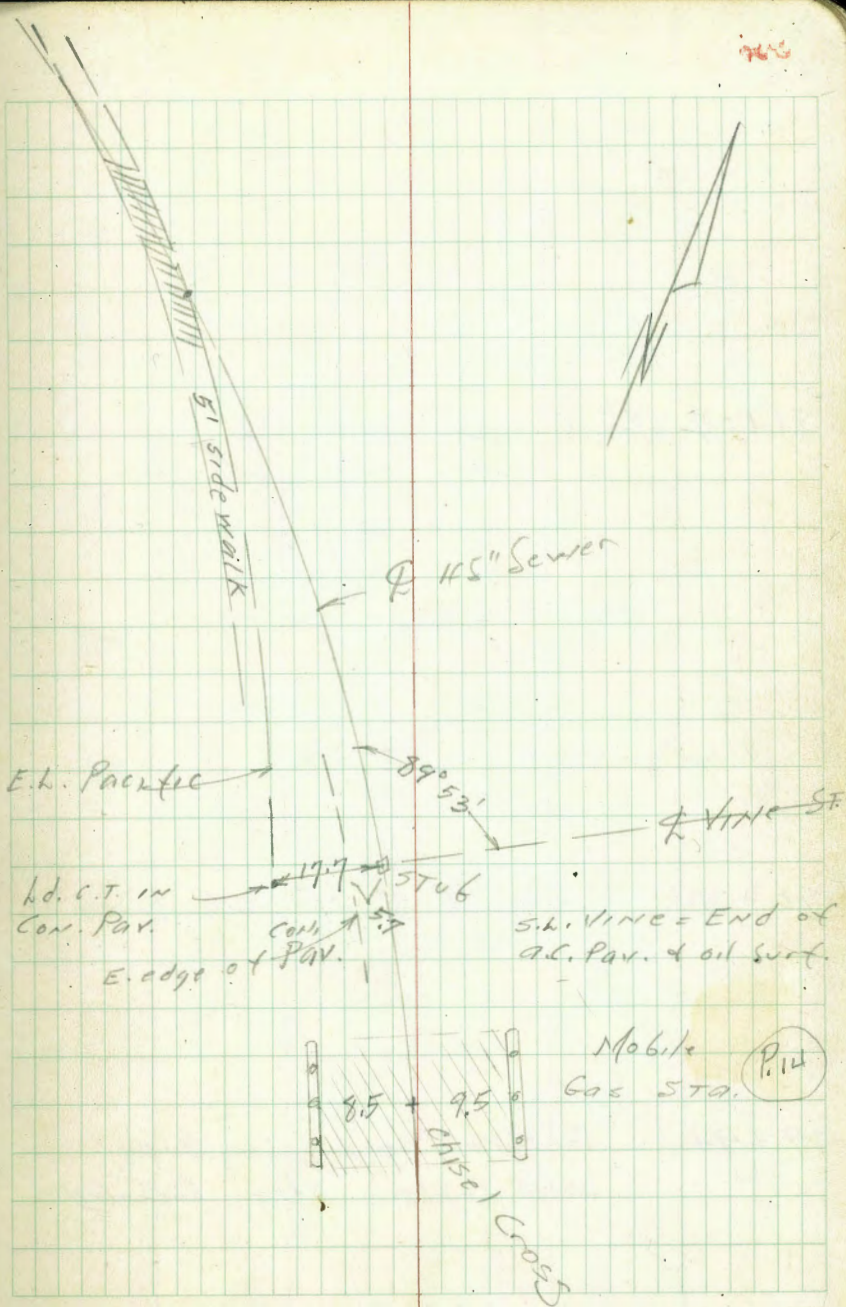 5' sidewalk
℄ 45" Sewer
89° 53'
E.L. Pacific
℄ VINE ST.
17.7
STUB
Ld. C.T. IN
Con. Pav.
5.7
CON.
E. edge of Pav.
S.L. VINE = End of
a.c. Pav. & oil Surf.
Mobile
Gas STa.
P.14
8.5 + 9.5
chisel Cross